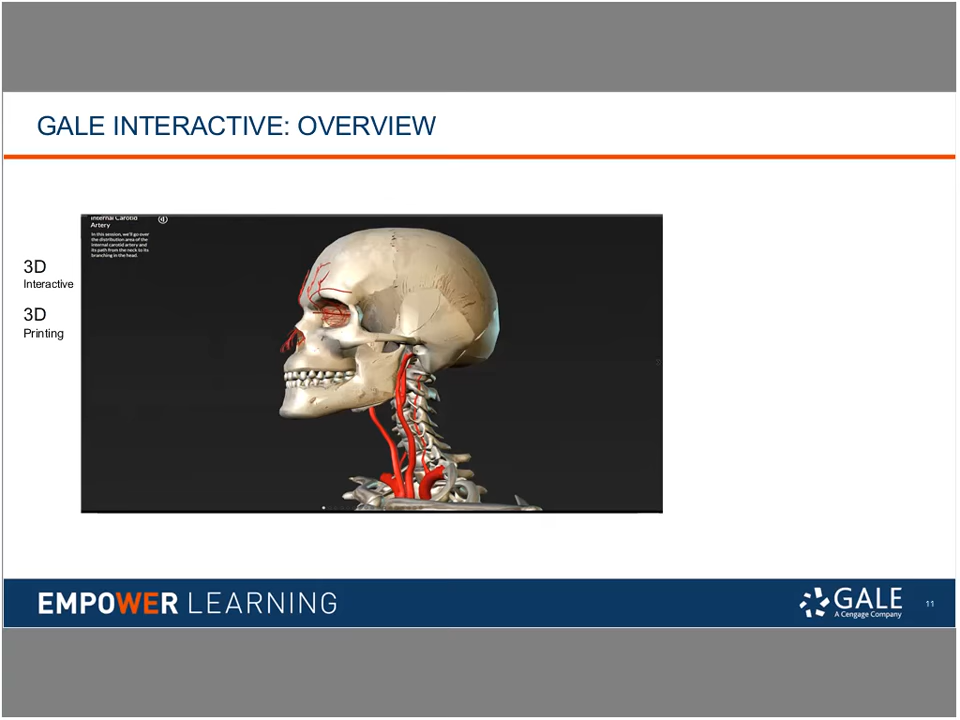 GALE INTERACTIVE: OVERVIEW
Internal Carotid
Artery
In this session, we'll go over
the distribution area of the
internal carotid artery and
its path from the neck to its
branching in the head.
3D
Interactive
3D
Printing
EMPOWER LEARNING
GALE
A Cengage Company
11